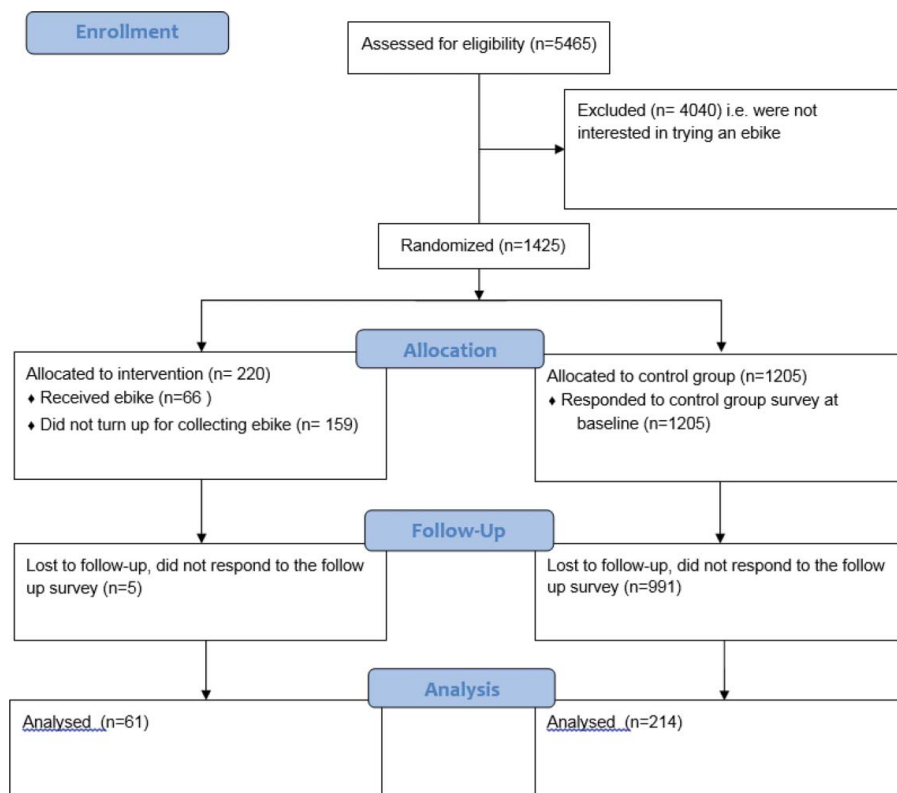 Enrollment
Assessed for eligibility (n=5465)
Excluded (n= 4040) i.e. were not
interested in trying an ebike
Randomized (n=1425)
Allocation
Allocated to intervention (n= 220)
♦ Received ebike (n=66 )
♦ Did not turn up for collecting ebike (n= 159)
Allocated to control group (n=1205)
♦ Responded to control group survey at
baseline (n=1205)
Follow-Up
Lost to follow-up, did not respond to the follow
up survey (n=5)
Lost to follow-up, did not respond to the follow
up survey (n=991)
Analysis
Analysed (n=61)
Analysed (n=214)